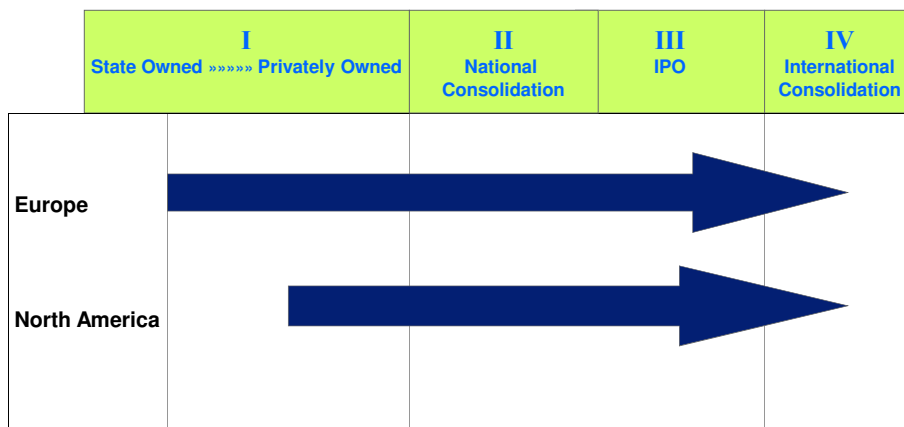 I
State Owned »»»»» Privately Owned
II
National
Consolidation
III
IPO
IV
International
Consolidation
Europe
North America